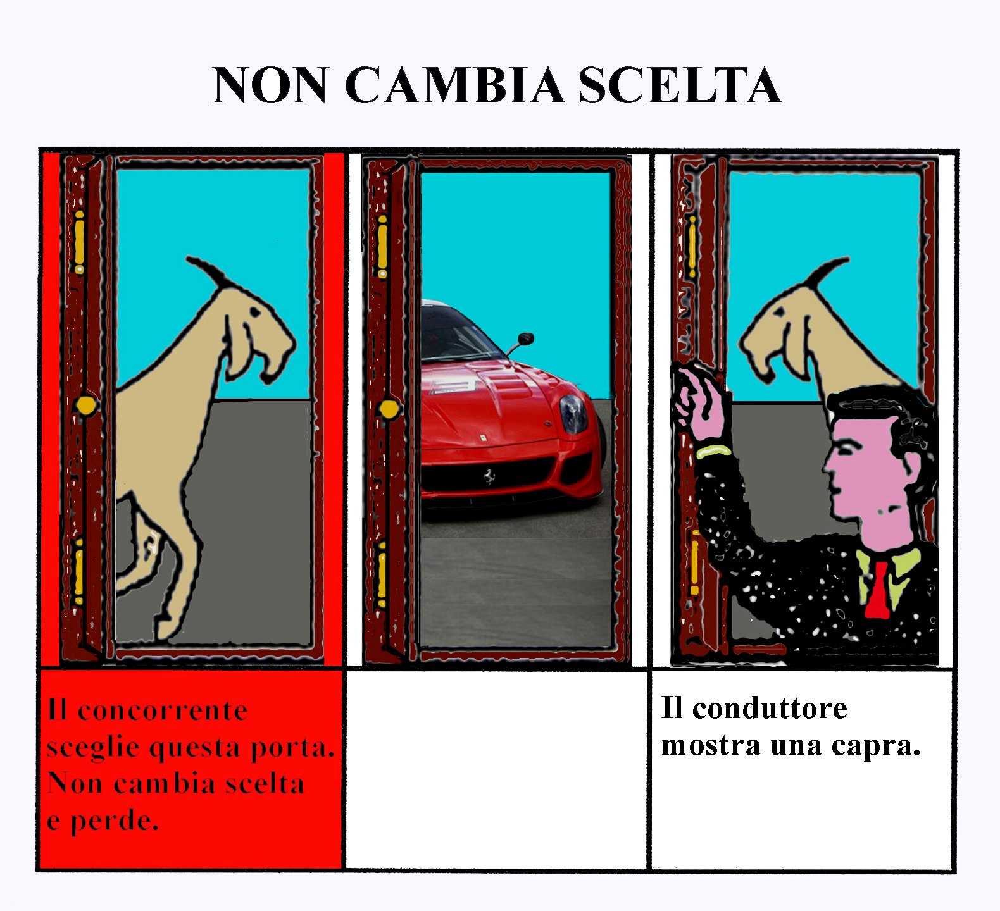 NON CAMBIA SCELTA
Il concorrente
sceglie questa porta.
Non cambia scelta
e perde.
Il conduttore
mostra una capra.